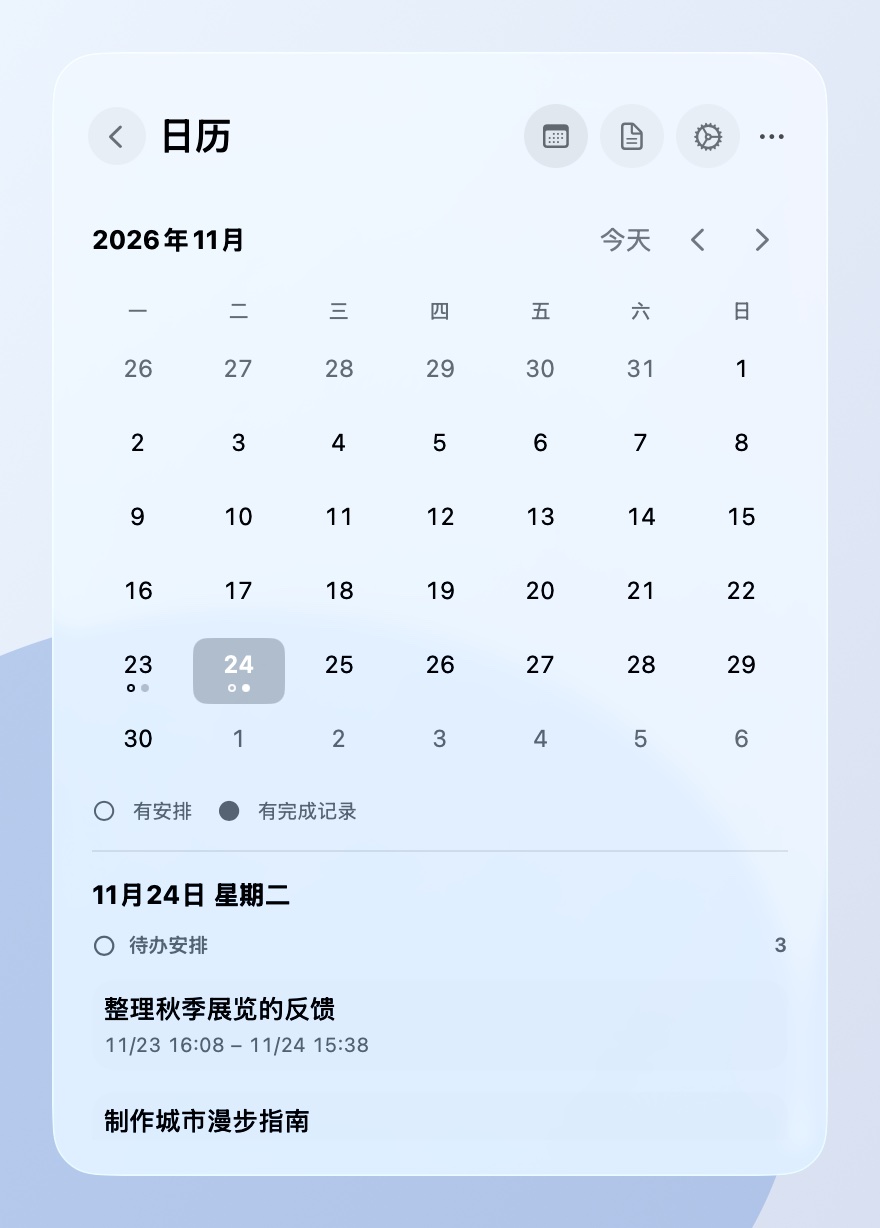 日历
2026年11月 今天
一 二 三 四 五 六 日
26 27 28 29 30 31 1
2 3 4 5 6 7 8
9 10 11 12 13 14 15
16 17 18 19 20 21 22
23 24 25 26 27 28 29
30 1 2 3 4 5 6
有安排 有完成记录
11月24日 星期二
待办安排 3
整理秋季展览的反馈
11/23 16:08 – 11/24 15:38
制作城市漫步指南